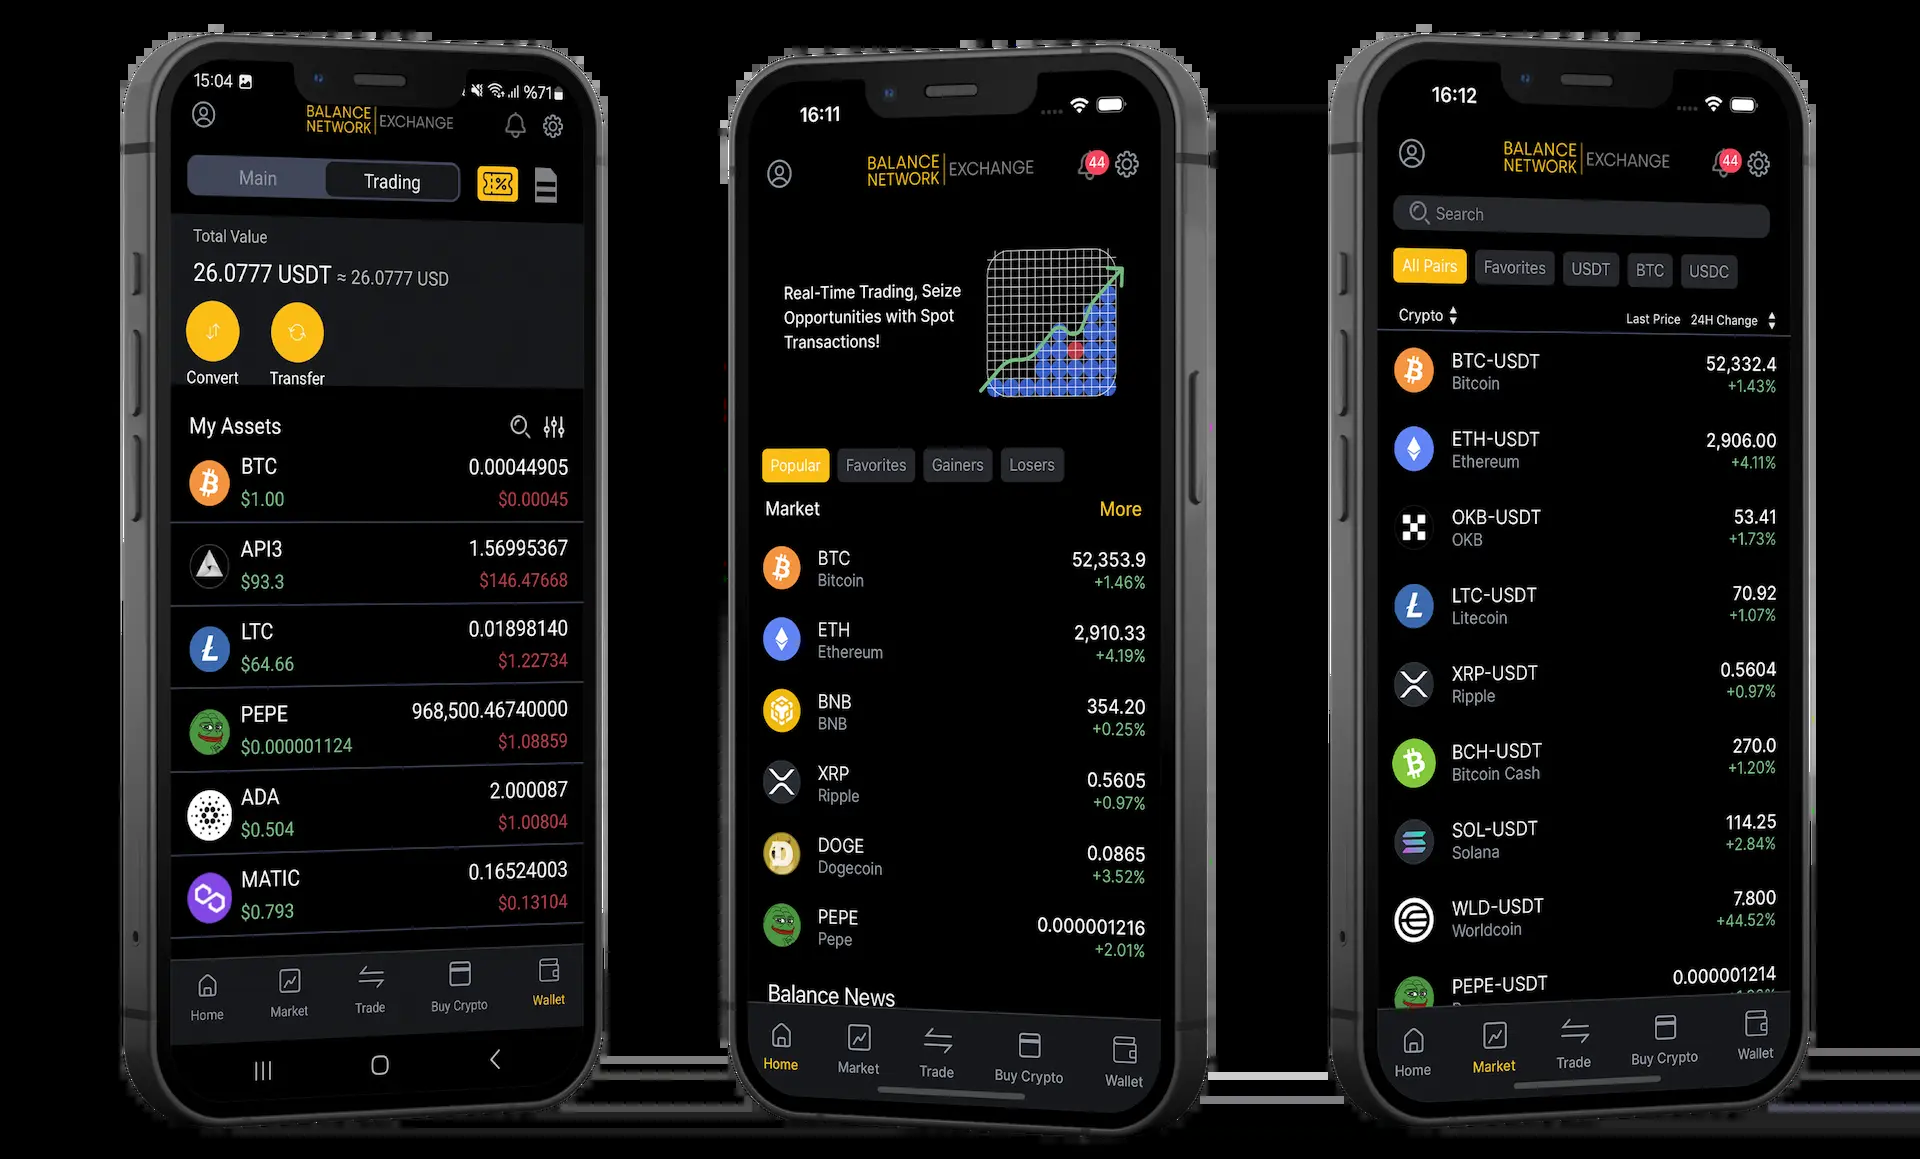 15:04
%71
BALANCE
NETWORK
EXCHANGE
Main
Trading
Total Value
26.0777 USDT ≈ 26.0777 USD
Convert
Transfer
My Assets
BTC 0.00044905
$1.00 $0.00045
API3 1.56995367
$93.3 $146.47668
LTC 0.01898140
$64.66 $1.22734
PEPE 968,500.46740000
$0.000001124 $1.08859
ADA 2.000087
$0.504 $1.00804
MATIC 0.16524003
$0.793 $0.13104
Home Market Trade Buy Crypto Wallet
16:11
BALANCE
NETWORK
EXCHANGE
44
Real-Time Trading, Seize
Opportunities with Spot
Transactions!
Popular Favorites Gainers Losers
Market More
BTC 52,353.9
Bitcoin +1.46%
ETH 2,910.33
Ethereum +4.19%
BNB 354.20
BNB +0.25%
XRP 0.5605
Ripple +0.97%
DOGE 0.0865
Dogecoin +3.52%
PEPE 0.000001216
Pepe +2.01%
Balance News
Home Market Trade Buy Crypto Wallet
16:12
BALANCE
NETWORK
EXCHANGE
44
Search
All Pairs Favorites USDT BTC USDC
Crypto Last Price 24H Change
BTC-USDT 52,332.4
Bitcoin +1.43%
ETH-USDT 2,906.00
Ethereum +4.11%
OKB-USDT 53.41
OKB +1.73%
LTC-USDT 70.92
Litecoin +1.07%
XRP-USDT 0.5604
Ripple +0.97%
BCH-USDT 270.0
Bitcoin Cash +1.20%
SOL-USDT 114.25
Solana +2.84%
WLD-USDT 7.800
Worldcoin +44.52%
PEPE-USDT 0.000001214
Home Market Trade Buy Crypto Wallet